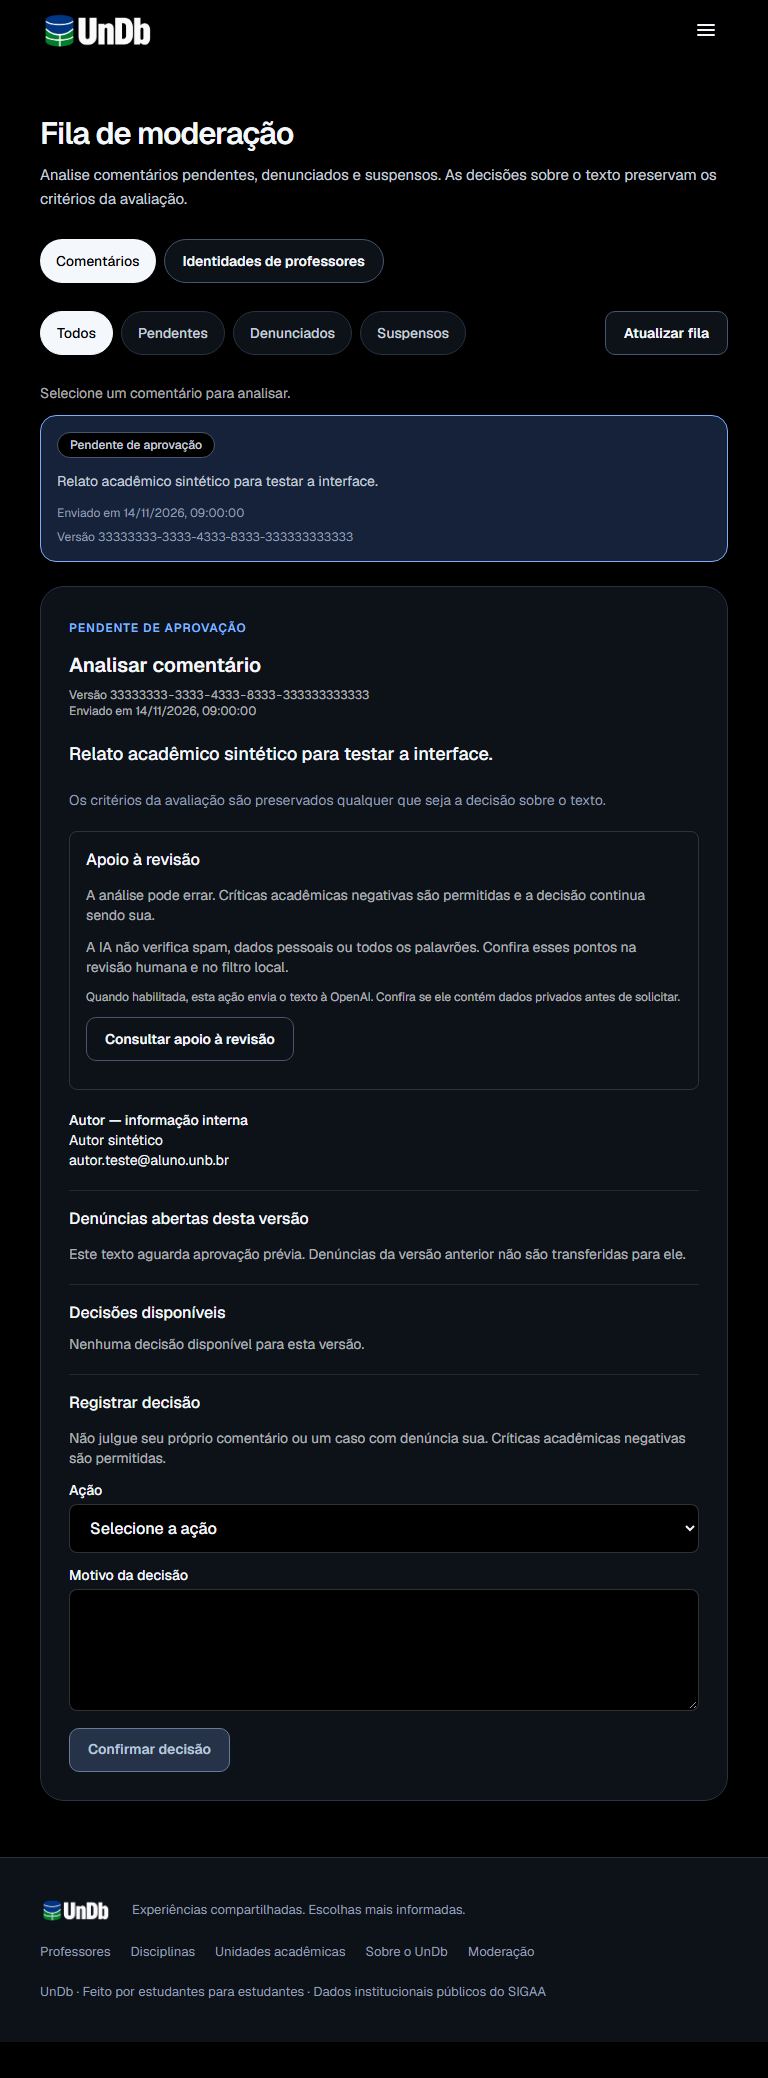 UnDb
Fila de moderação
Analise comentários pendentes, denunciados e suspensos. As decisões sobre o texto preservam os
critérios da avaliação.
Comentários
Identidades de professores
Todos
Pendentes
Denunciados
Suspensos
Atualizar fila
Selecione um comentário para analisar.
Pendente de aprovação
Relato acadêmico sintético para testar a interface.
Enviado em 14/11/2026, 09:00:00
Versão 33333333-3333-4333-8333-333333333333
PENDENTE DE APROVAÇÃO
Analisar comentário
Versão 33333333-3333-4333-8333-333333333333
Enviado em 14/11/2026, 09:00:00
Relato acadêmico sintético para testar a interface.
Os critérios da avaliação são preservados qualquer que seja a decisão sobre o texto.
Apoio à revisão
A análise pode errar. Críticas acadêmicas negativas são permitidas e a decisão continua
sendo sua.
A IA não verifica spam, dados pessoais ou todos os palavrões. Confira esses pontos na
revisão humana e no filtro local.
Quando habilitada, esta ação envia o texto à OpenAI. Confira se ele contém dados privados antes de solicitar.
Consultar apoio à revisão
Autor — informação interna
Autor sintético
autor.teste@aluno.unb.br
Denúncias abertas desta versão
Este texto aguarda aprovação prévia. Denúncias da versão anterior não são transferidas para ele.
Decisões disponíveis
Nenhuma decisão disponível para esta versão.
Registrar decisão
Não julgue seu próprio comentário ou um caso com denúncia sua. Críticas acadêmicas negativas
são permitidas.
Ação
Selecione a ação
Motivo da decisão
Confirmar decisão
UnDb
Experiências compartilhadas. Escolhas mais informadas.
Professores
Disciplinas
Unidades acadêmicas
Sobre o UnDb
Moderação
UnDb · Feito por estudantes para estudantes · Dados institucionais públicos do SIGAA